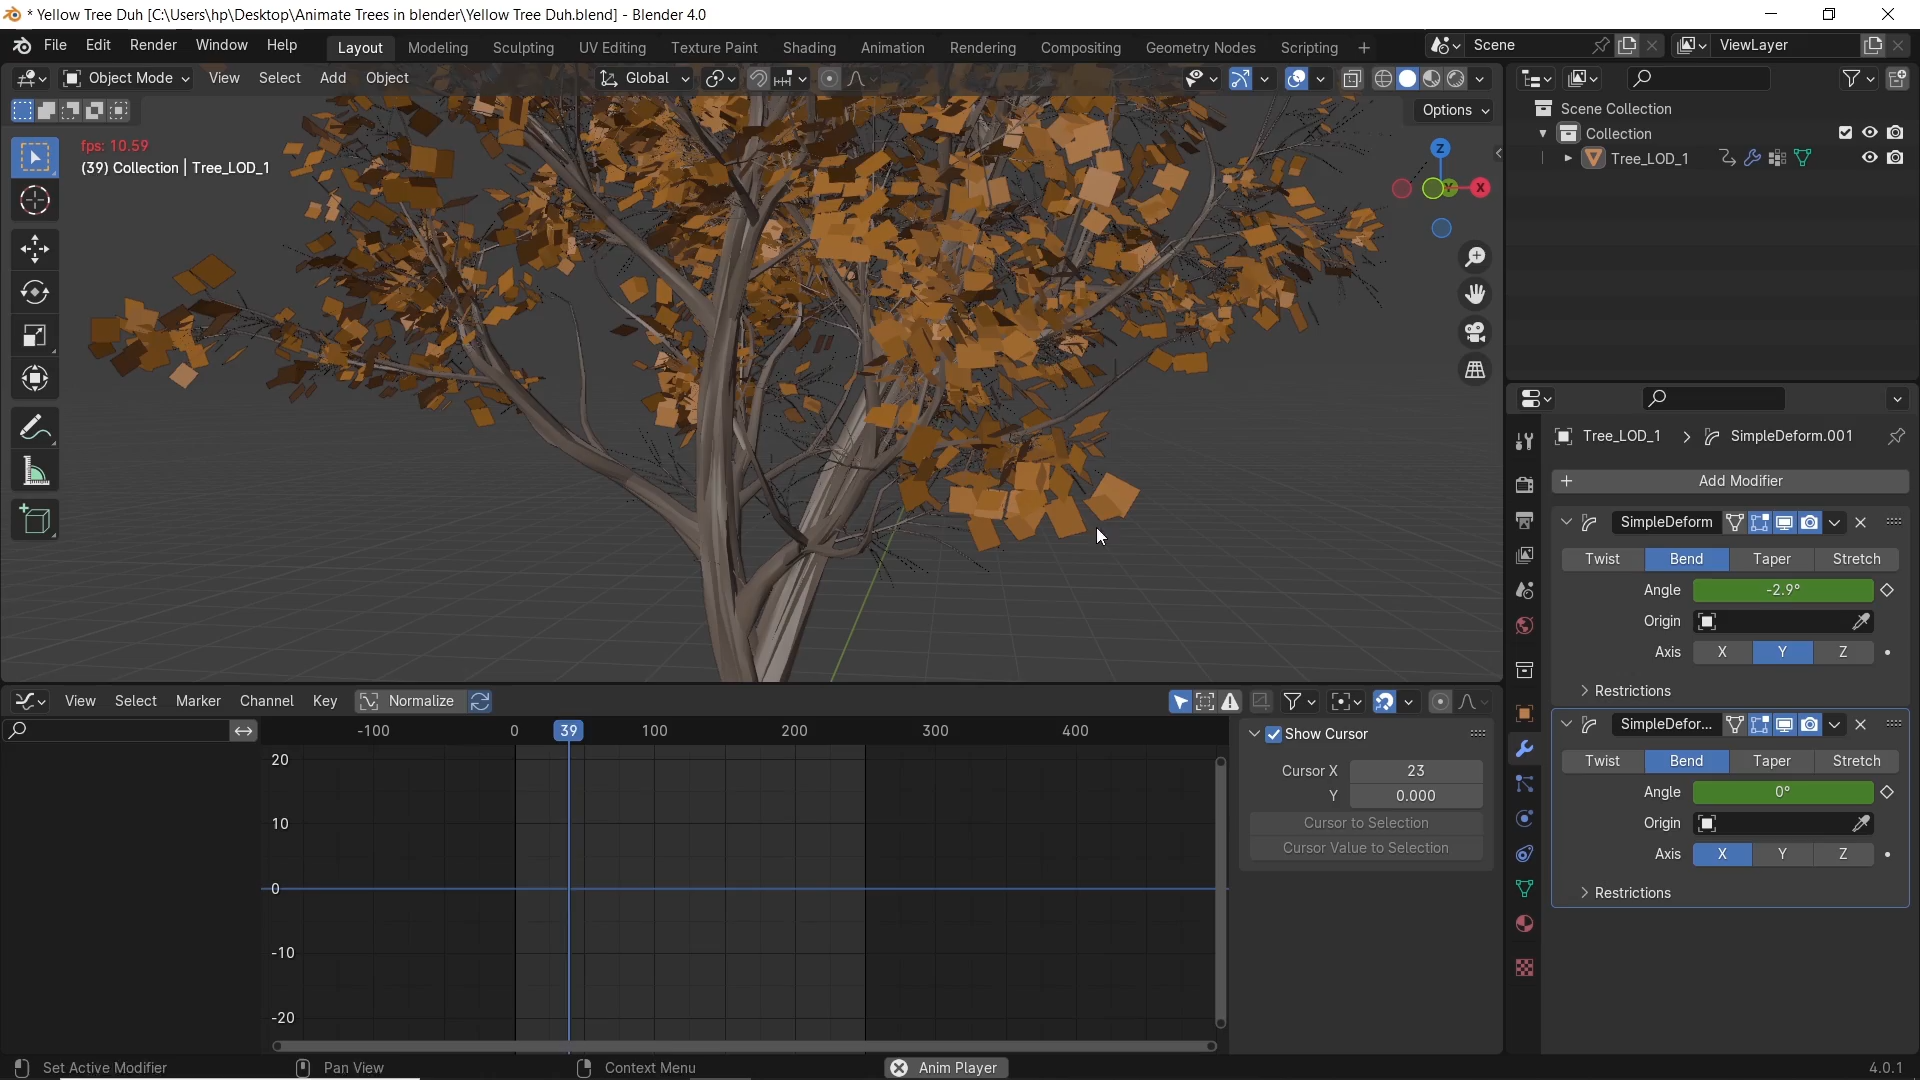 * Yellow Tree Duh [C:\Users\hp\Desktop\Animate Trees in blender\Yellow Tree Duh.blend] - Blender 4.0
File Edit Render Window Help Layout Modeling Sculpting UV Editing Texture Paint Shading Animation Rendering Compositing Geometry Nodes Scripting + Scene ViewLayer
Object Mode View Select Add Object Global
Options
fps: 10.59
(39) Collection | Tree_LOD_1
Z
X
Scene Collection
Collection
Tree_LOD_1
Tree_LOD_1 > SimpleDeform.001
+ Add Modifier
SimpleDeform
Twist Bend Taper Stretch
Angle -2.9°
Origin
Axis X Y Z
Restrictions
SimpleDefor...
Twist Bend Taper Stretch
Angle 0°
Origin
Axis X Y Z
Restrictions
View Select Marker Channel Key Normalize
-100 0 39 100 200 300 400
20
10
0
-10
-20
Show Cursor
Cursor X 23
Y 0.000
Cursor to Selection
Cursor Value to Selection
Set Active Modifier Pan View Context Menu Anim Player 4.0.1